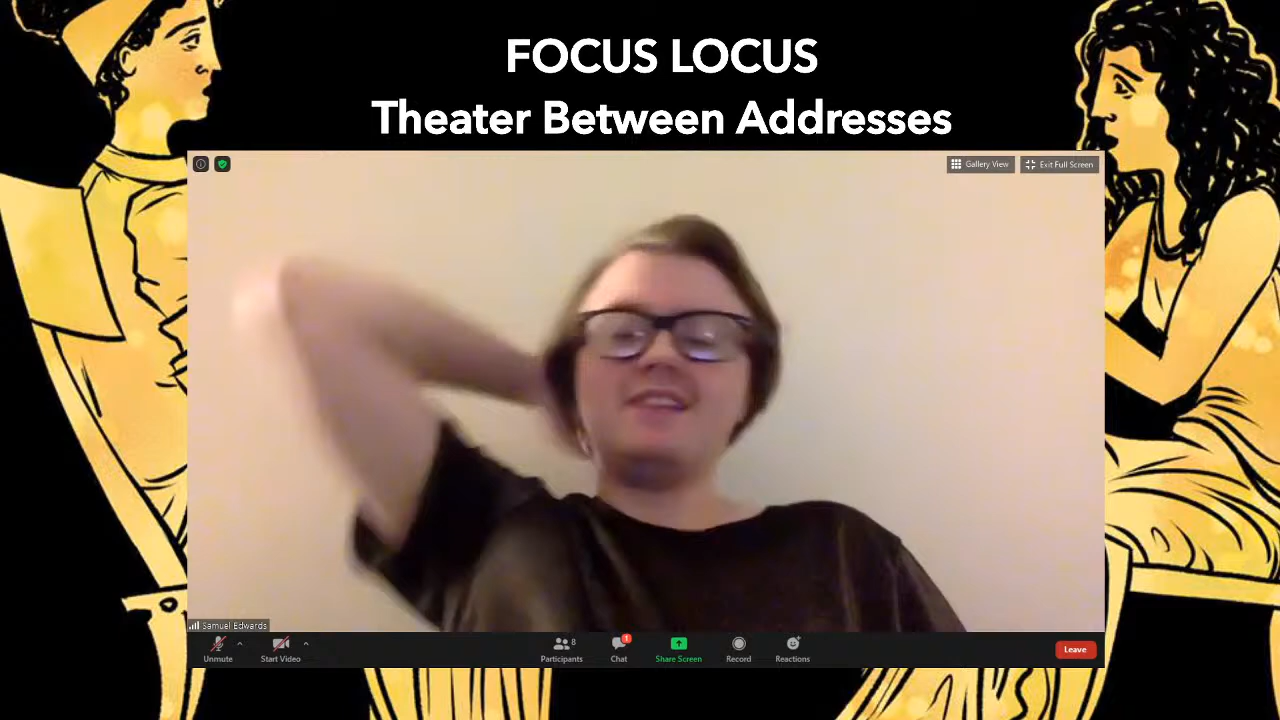 FOCUS LOCUS
Theater Between Addresses
Gallery View
Exit Full Screen
Samuel Edwards
Unmute
Start Video
Participants
8
Chat
1
Share Screen
Record
Reactions
Leave